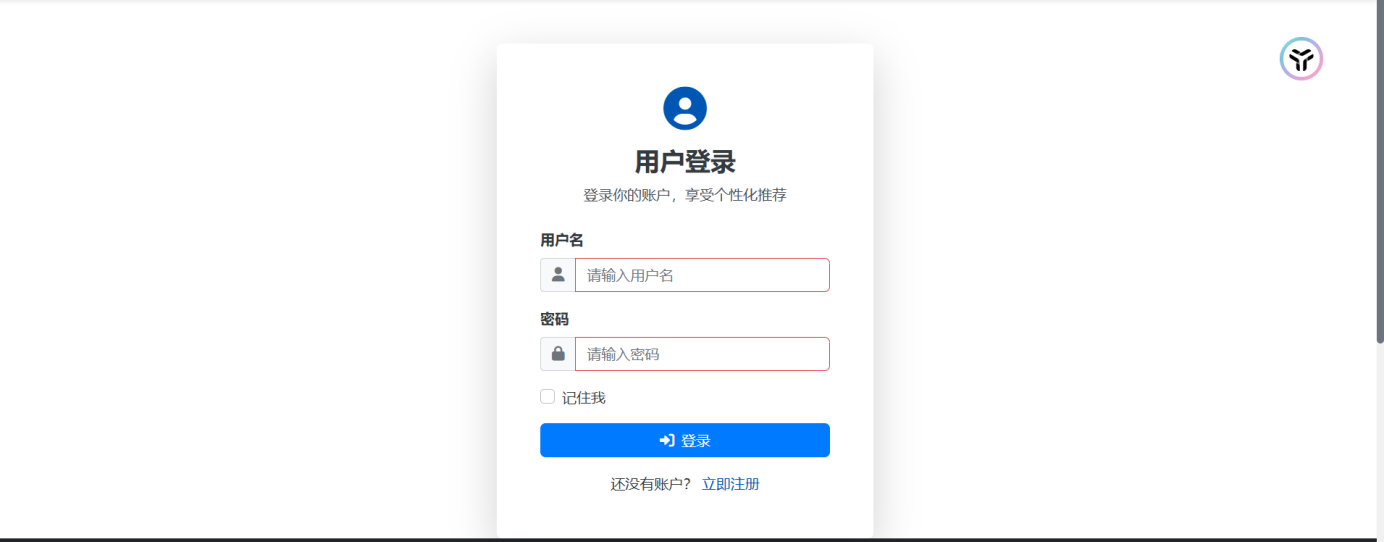 用户登录
登录你的账户，享受个性化推荐
用户名
请输入用户名
密码
请输入密码
记住我
登录
还没有账户？ 立即注册